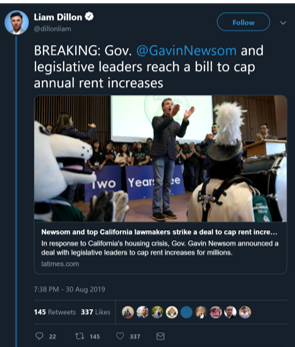 Liam Dillon
@dillonliam
Follow
BREAKING: Gov. @GavinNewsom and
legislative leaders reach a bill to cap
annual rent increases
Two Years
Newsom and top California lawmakers strike a deal to cap rent incre...
In response to California's housing crisis, Gov. Gavin Newsom announced a
deal with legislative leaders to cap rent increases for millions.
latimes.com
7:38 PM - 30 Aug 2019
145 Retweets 337 Likes
22 145 337